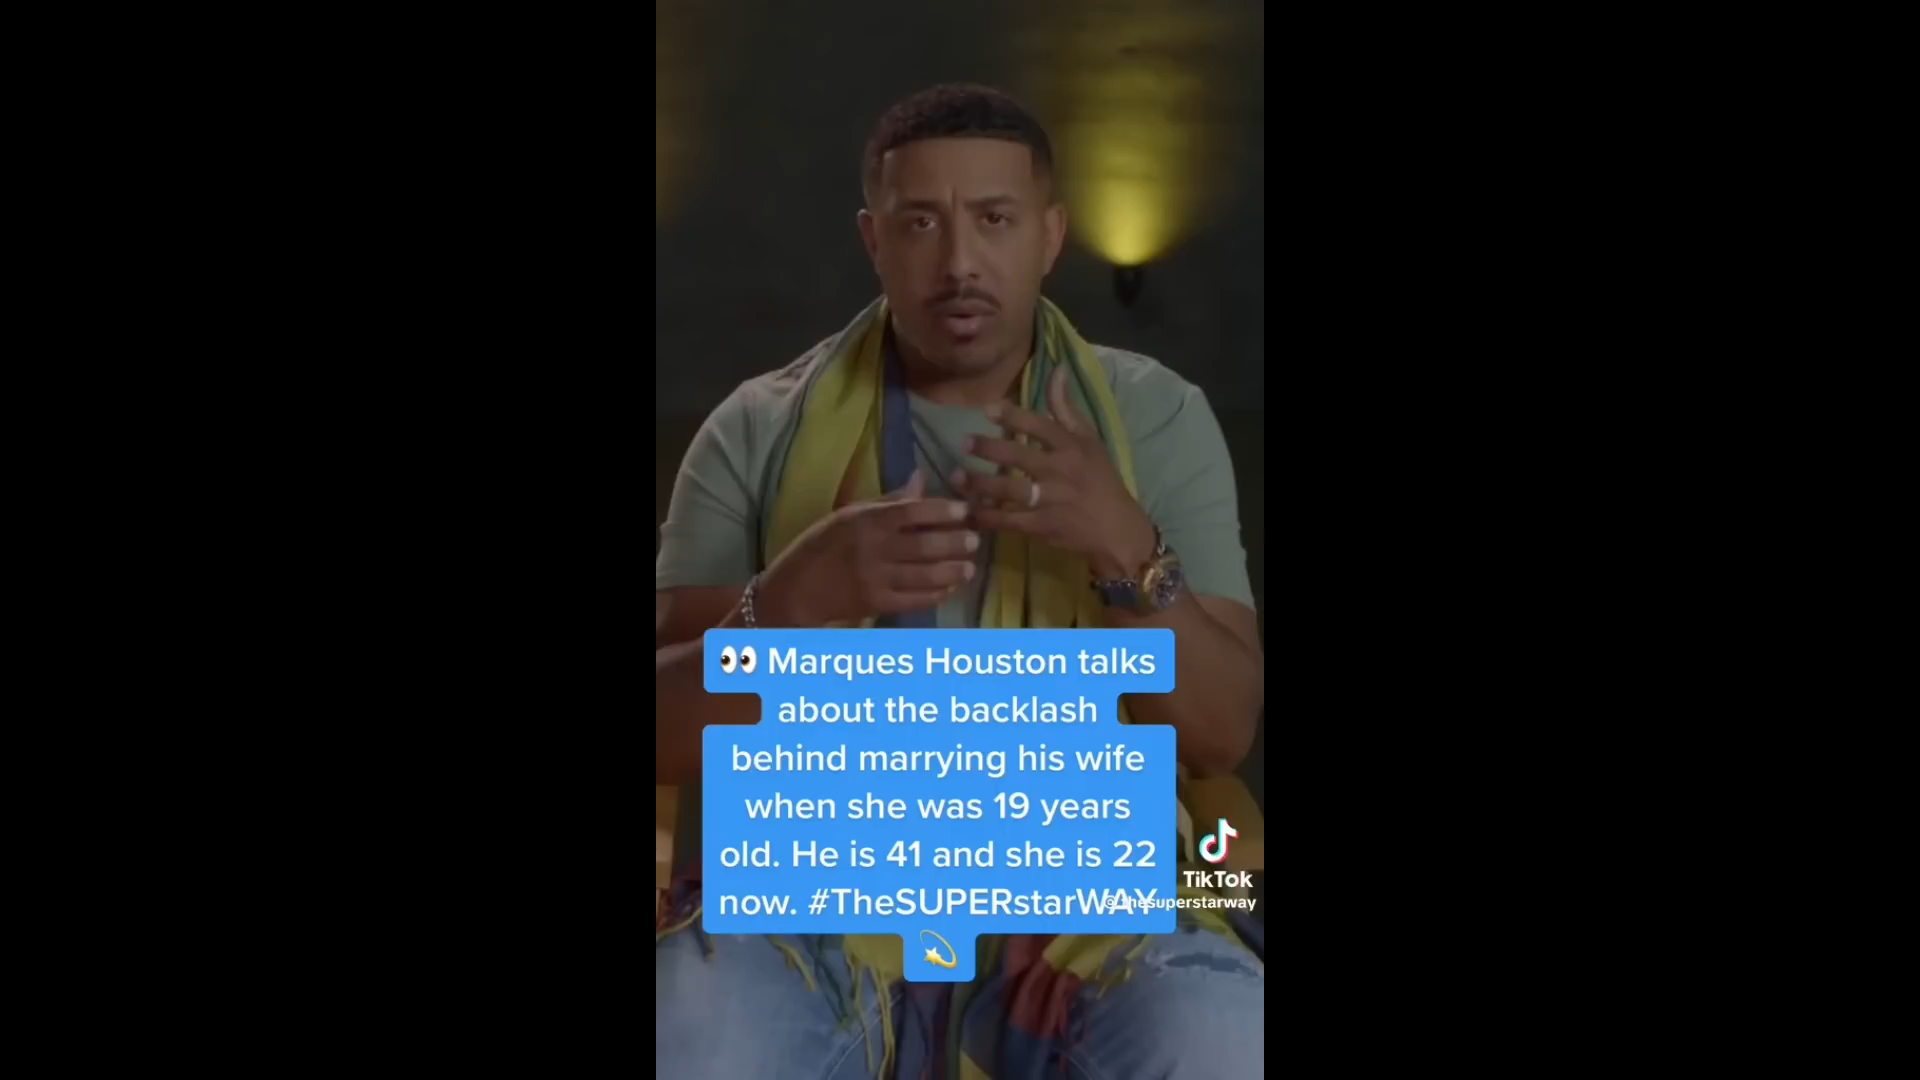 👀 Marques Houston talks
about the backlash
behind marrying his wife
when she was 19 years
old. He is 41 and she is 22
now. #TheSUPERstarWAY
💫
TikTok
@thesuperstarway